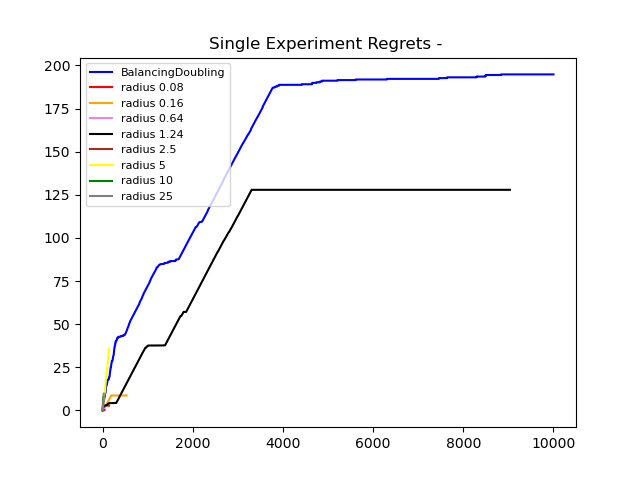 Single Experiment Regrets -
200
175
150
125
100
75
50
25
0
BalancingDoubling
radius 0.08
radius 0.16
radius 0.64
radius 1.24
radius 2.5
radius 5
radius 10
radius 25
0 2000 4000 6000 8000 10000